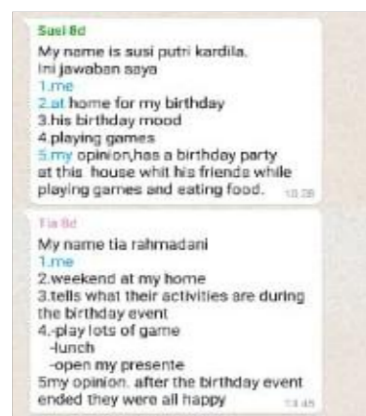 Susi 8d
My name is susi putri kardila.
Ini jawaban saya
1.me
2.at home for my birthday
3.his birthday mood
4.playing games
5.my opinion,has a birthday party
at this house whit his friends while
playing games and eating food.
Tia 8d
My name tia rahmadani
1.me
2.weekend at my home
3.tells what their activities are during
the birthday event
4.-play lots of game
-lunch
-open my presente
5my opinion. after the birthday event
ended they were all happy